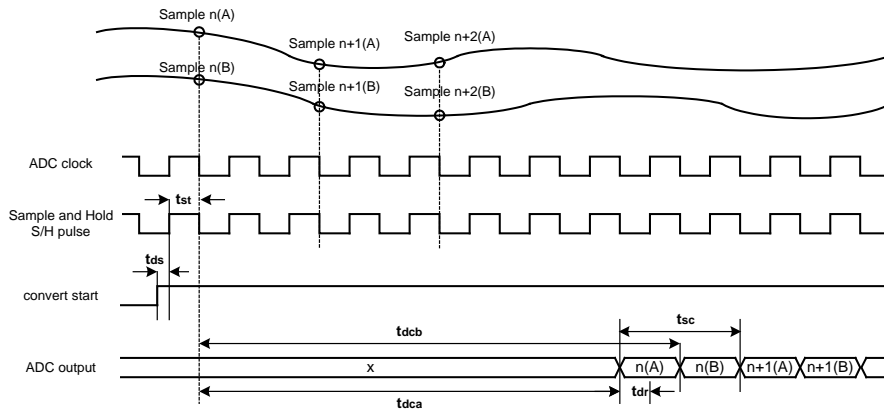 Sample n(A)
Sample n+1(A)
Sample n+2(A)
Sample n(B)
Sample n+1(B)
Sample n+2(B)
ADC clock
tst
Sample and Hold
S/H pulse
tds
convert start
tdcb
tsc
ADC output
x
n(A)
n(B)
n+1(A)
n+1(B)
tdca
tdr